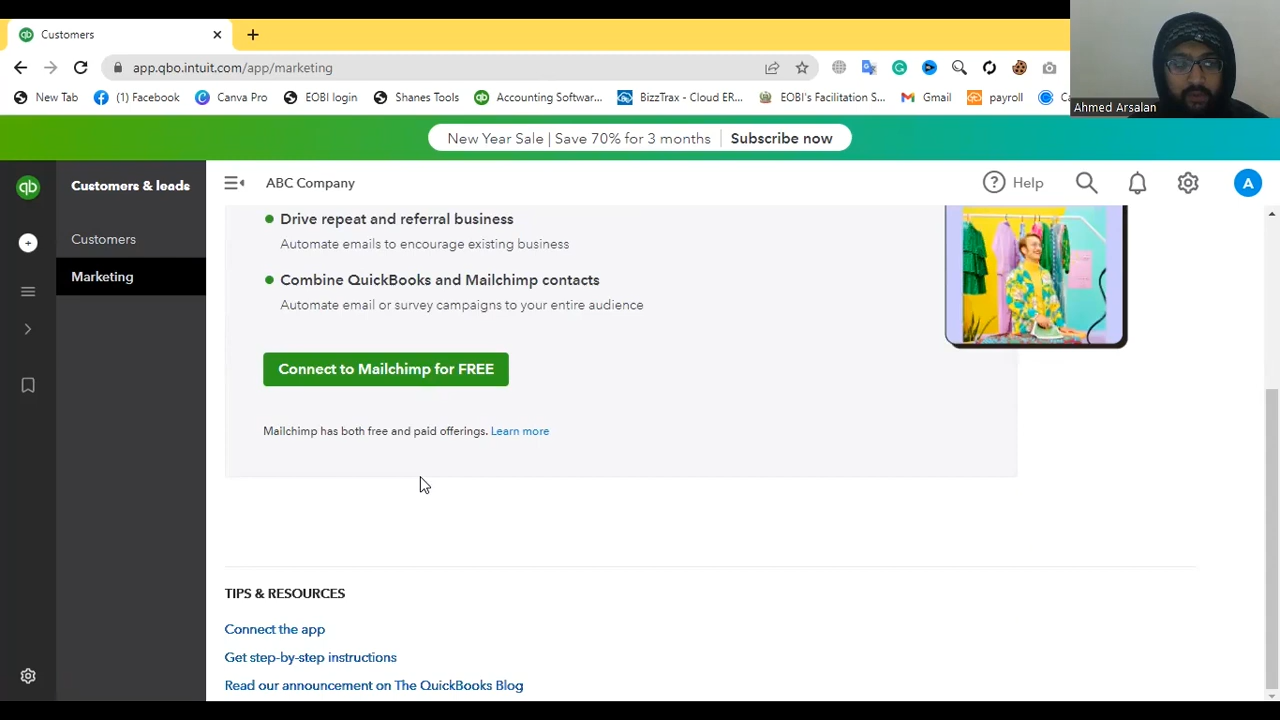 Customers
app.qbo.intuit.com/app/marketing
New Tab
(1) Facebook
Canva Pro
EOBI login
Shanes Tools
Accounting Softwar...
BizzTrax - Cloud ER...
EOBI's Facilitation S...
Gmail
payroll
Ahmed Arsalan
New Year Sale | Save 70% for 3 months
Subscribe now
qb
Customers & leads
ABC Company
Help
A
Customers
Marketing
Drive repeat and referral business
Automate emails to encourage existing business
Combine QuickBooks and Mailchimp contacts
Automate email or survey campaigns to your entire audience
Connect to Mailchimp for FREE
Mailchimp has both free and paid offerings. Learn more
TIPS & RESOURCES
Connect the app
Get step-by-step instructions
Read our announcement on The QuickBooks Blog